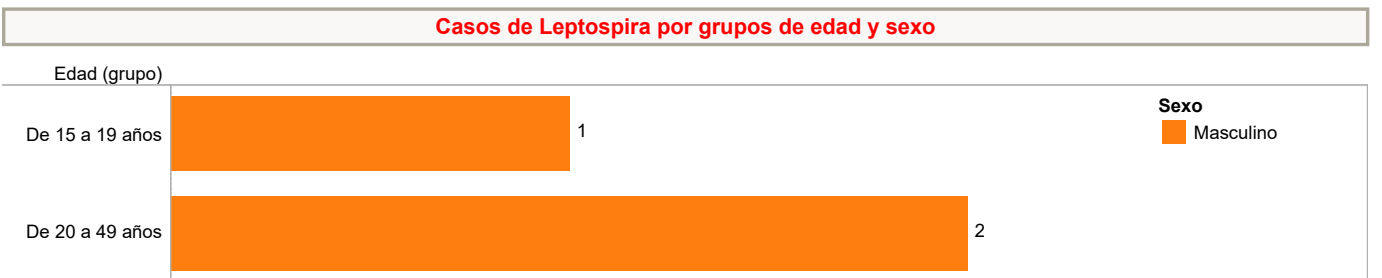 Casos de Leptospira por grupos de edad y sexo
Edad (grupo)
Sexo
Masculino
De 15 a 19 años 1
De 20 a 49 años 2